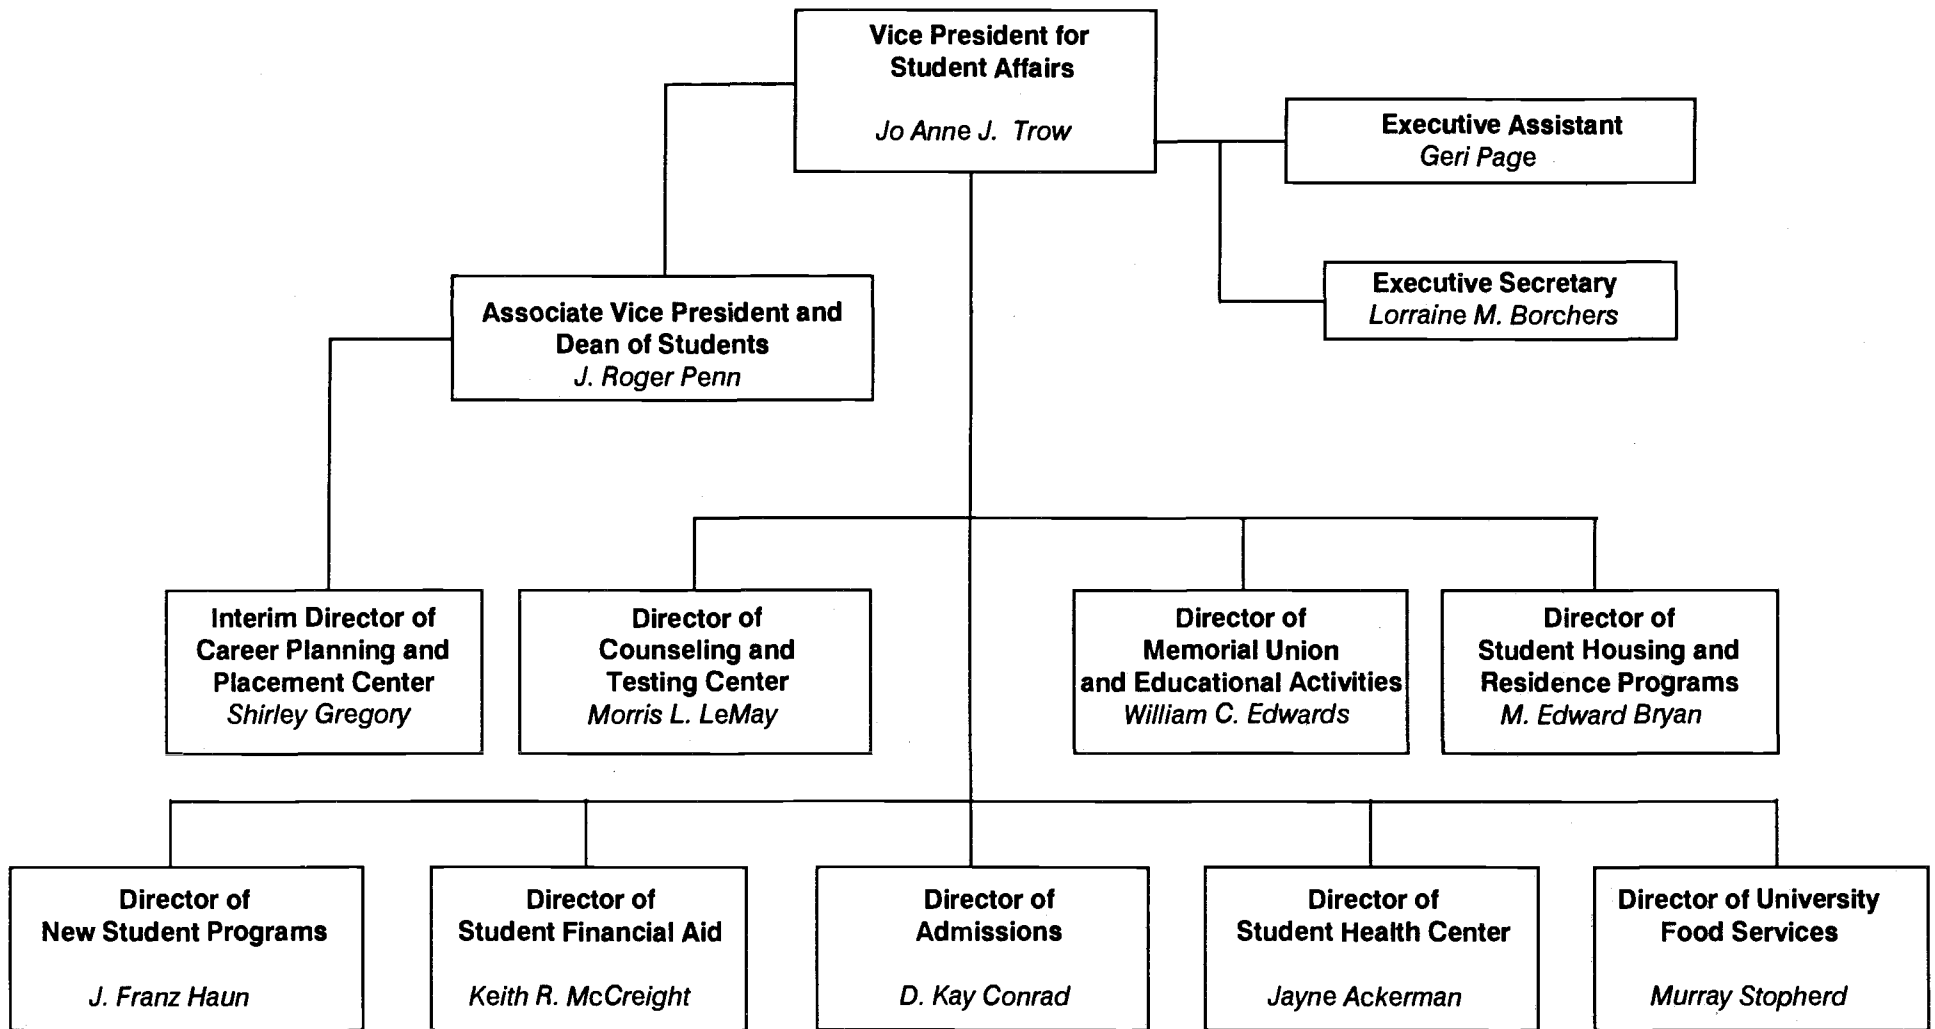 Vice President for
Student Affairs
Jo Anne J. Trow
Executive Assistant
Geri Page
Executive Secretary
Lorraine M. Borchers
Associate Vice President and
Dean of Students
J. Roger Penn
Interim Director of
Career Planning and
Placement Center
Shirley Gregory
Director of
Counseling and
Testing Center
Morris L. LeMay
Director of
Memorial Union
and Educational Activities
William C. Edwards
Director of
Student Housing and
Residence Programs
M. Edward Bryan
Director of
New Student Programs
J. Franz Haun
Director of
Student Financial Aid
Keith R. McCreight
Director of
Admissions
D. Kay Conrad
Director of
Student Health Center
Jayne Ackerman
Director of University
Food Services
Murray Stopherd